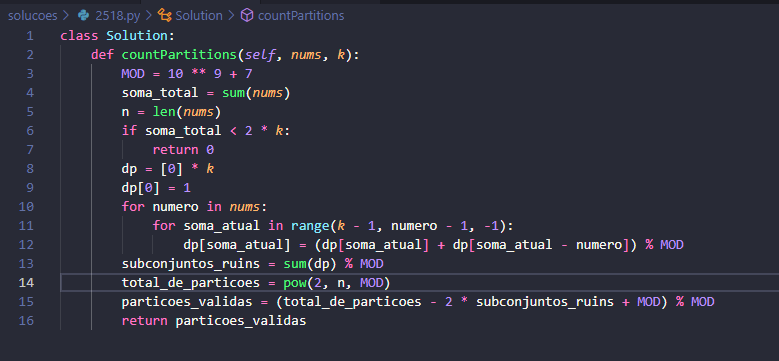 solucoes > 2518.py > Solution > countPartitions
1 class Solution:
2     def countPartitions(self, nums, k):
3         MOD = 10 ** 9 + 7
4         soma_total = sum(nums)
5         n = len(nums)
6         if soma_total < 2 * k:
7             return 0
8         dp = [0] * k
9         dp[0] = 1
10         for numero in nums:
11             for soma_atual in range(k - 1, numero - 1, -1):
12                 dp[soma_atual] = (dp[soma_atual] + dp[soma_atual - numero]) % MOD
13         subconjuntos_ruins = sum(dp) % MOD
14         total_de_particoes = pow(2, n, MOD)
15         particoes_validas = (total_de_particoes - 2 * subconjuntos_ruins + MOD) % MOD
16         return particoes_validas